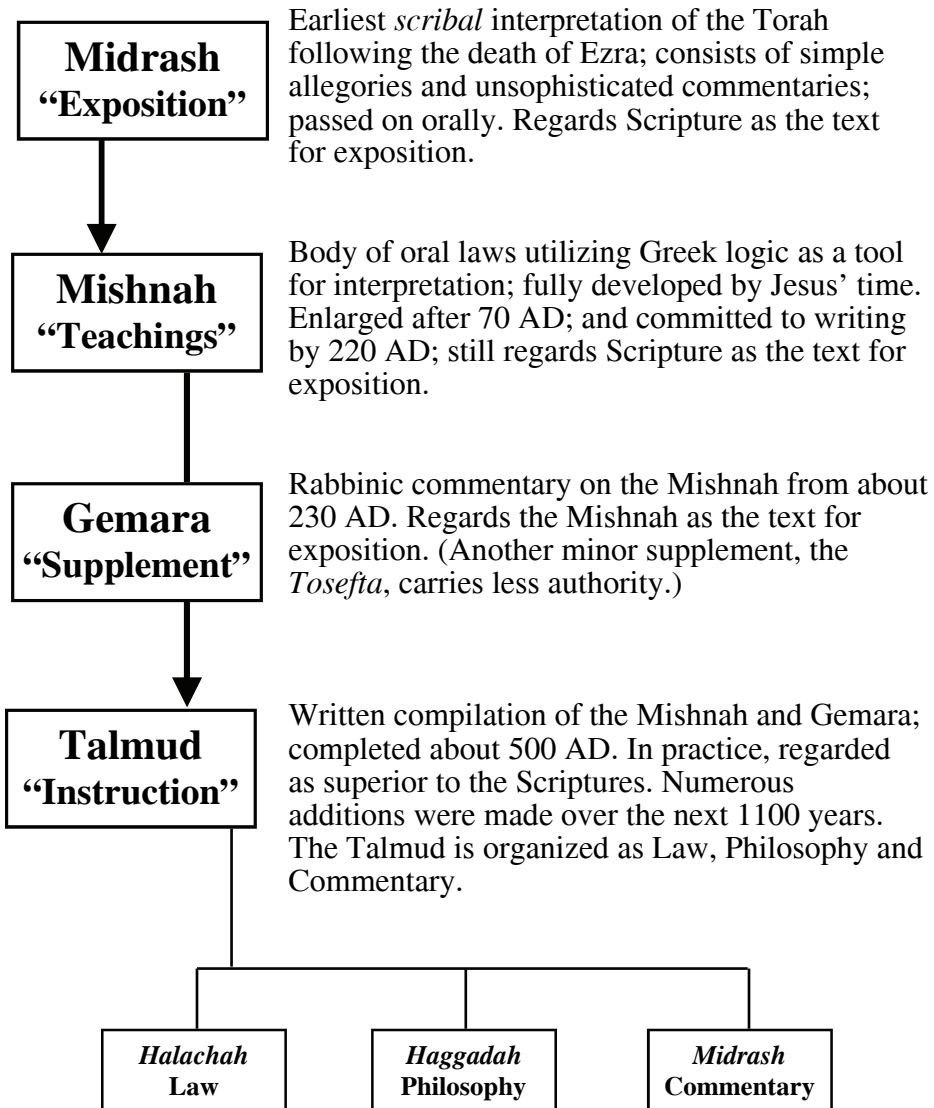 Midrash
“Exposition”
Earliest scribal interpretation of the Torah
following the death of Ezra; consists of simple
allegories and unsophisticated commentaries;
passed on orally. Regards Scripture as the text
for exposition.
Mishnah
“Teachings”
Body of oral laws utilizing Greek logic as a tool
for interpretation; fully developed by Jesus’ time.
Enlarged after 70 AD; and committed to writing
by 220 AD; still regards Scripture as the text for
exposition.
Gemara
“Supplement”
Rabbinic commentary on the Mishnah from about
230 AD. Regards the Mishnah as the text for
exposition. (Another minor supplement, the
Tosefta, carries less authority.)
Talmud
“Instruction”
Written compilation of the Mishnah and Gemara;
completed about 500 AD. In practice, regarded
as superior to the Scriptures. Numerous
additions were made over the next 1100 years.
The Talmud is organized as Law, Philosophy and
Commentary.
Halachah
Law
Haggadah
Philosophy
Midrash
Commentary